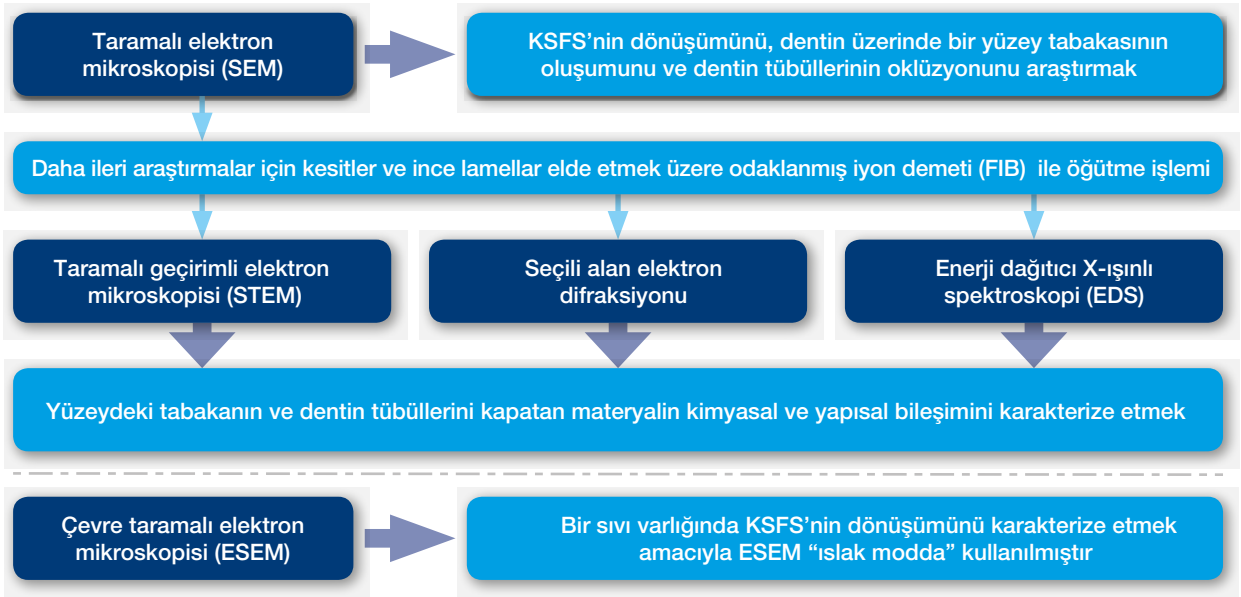 Taramalı elektron
mikroskopisi (SEM)
KSFS’nin dönüşümünü, dentin üzerinde bir yüzey tabakasının
oluşumunu ve dentin tübüllerinin oklüzyonunu araştırmak
Daha ileri araştırmalar için kesitler ve ince lameller elde etmek üzere odaklanmış iyon demeti (FIB) ile öğütme işlemi
Taramalı geçirimli elektron
mikroskopisi (STEM)
Seçili alan elektron
difraksiyonu
Enerji dağıtıcı X-ışınlı
spektroskopi (EDS)
Yüzeydeki tabakanın ve dentin tübüllerini kapatan materyalin kimyasal ve yapısal bileşimini karakterize etmek
Çevre taramalı elektron
mikroskopisi (ESEM)
Bir sıvı varlığında KSFS’nin dönüşümünü karakterize etmek
amacıyla ESEM “ıslak modda” kullanılmıştır